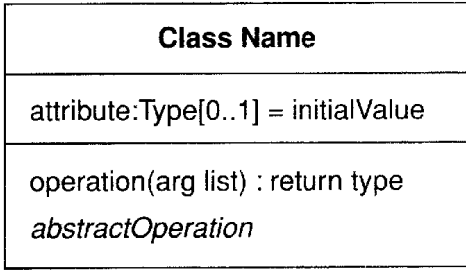 Class Name
attribute:Type[0..1] = initialValue
operation(arg list) : return type
abstractOperation